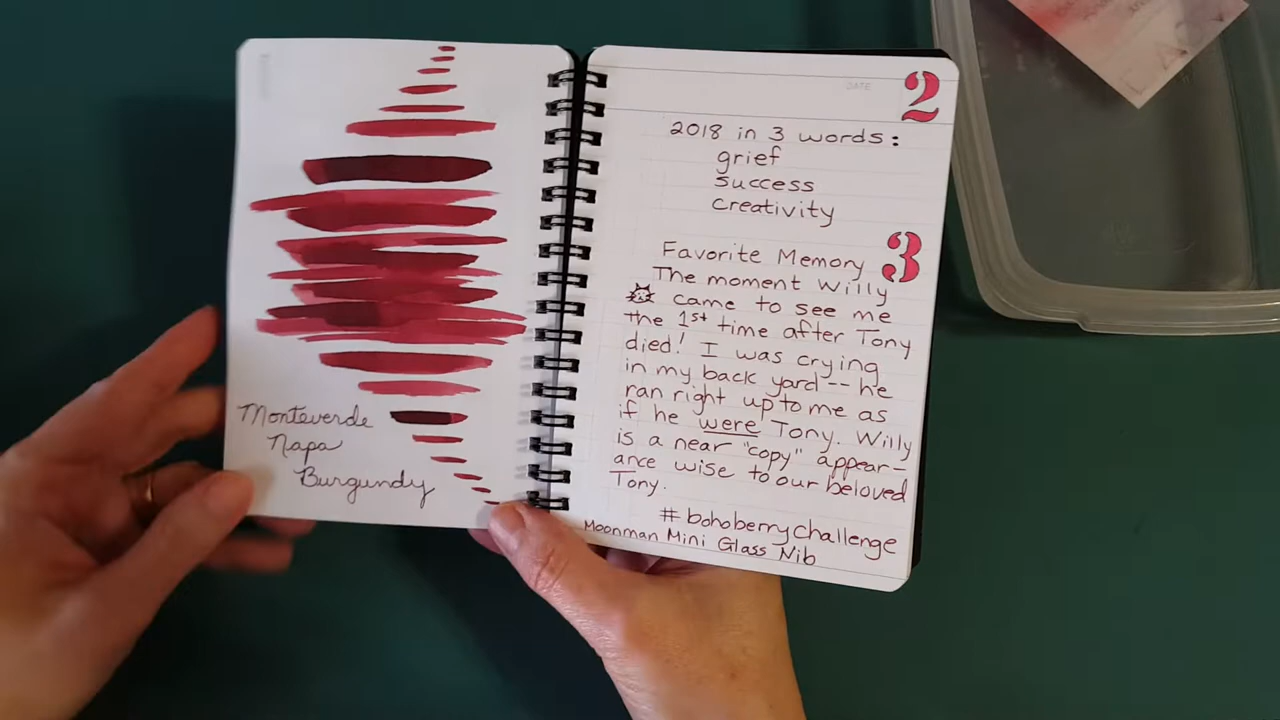 Monteverde
Napa
Burgundy
DATE
2
2018 in 3 words:
grief
success
creativity
3
Favorite Memory
The moment Willy
came to see me
the 1st time after Tony
died! I was crying
in my back yard -- he
ran right up to me as
if he were Tony. Willy
is a near "copy" appear-
ance wise to our beloved
Tony.
#bohoberrychallenge
Moonman Mini Glass Nib